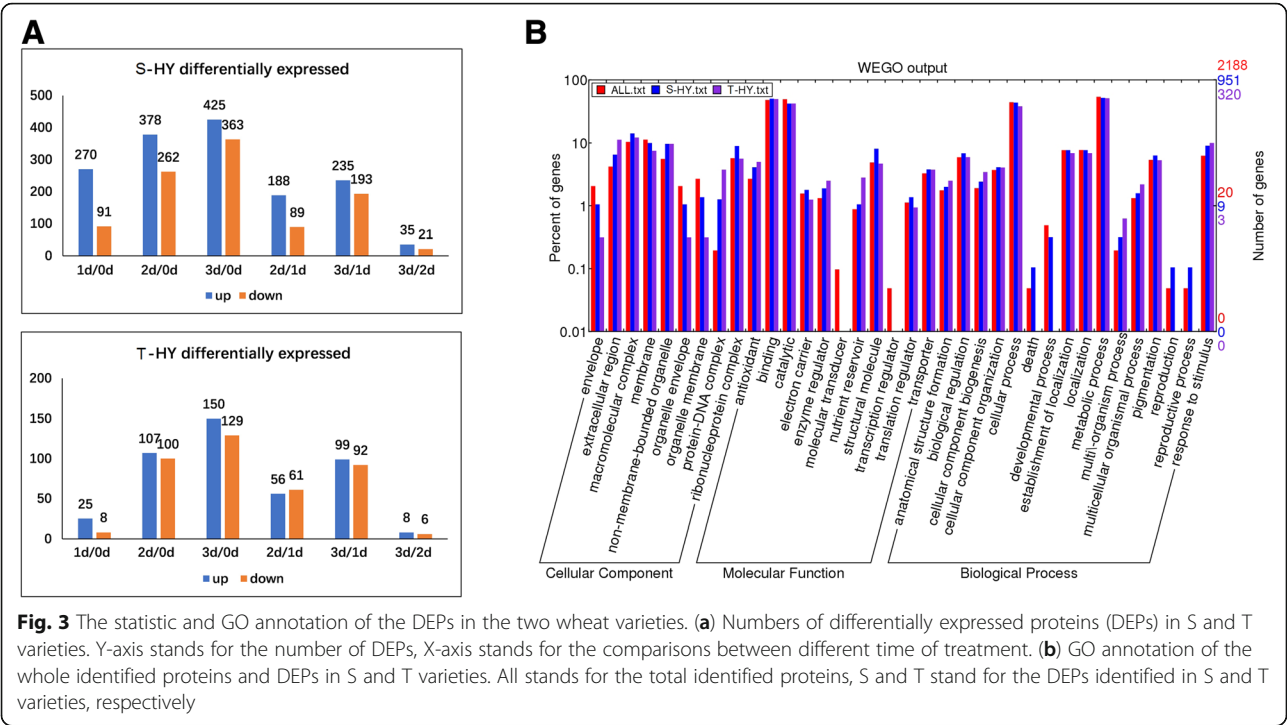 A
S-HY differentially expressed
500
400
300
200
100
0
270
91
378
262
425
363
188
89
235
193
35
21
1d/0d
2d/0d
3d/0d
2d/1d
3d/1d
3d/2d
up
down
T-HY differentially expressed
200
150
100
50
0
25
8
107
100
150
129
56
61
99
92
8
6
1d/0d
2d/0d
3d/0d
2d/1d
3d/1d
3d/2d
up
down
B
WEGO output
ALL.txt
S-HY.txt
T-HY.txt
Percent of genes
100
10
1
0.1
0.01
2188
951
320
20
9
3
0
0
0
Number of genes
envelope
extracellular region
macromolecular complex
membrane
non-membrane-bounded organelle
organelle envelope
organelle membrane
protein-DNA complex
ribonucleoprotein complex
antioxidant
binding
catalytic
electron carrier
enzyme regulator
molecular transducer
nutrient reservoir
structural molecule
transcription regulator
translation regulator
transporter
anatomical structure formation
biological regulation
cellular component biogenesis
cellular component organization
cellular process
death
developmental process
establishment of localization
localization
metabolic process
multi-organism process
multicellular organismal process
pigmentation
reproduction
reproductive process
response to stimulus
Cellular Component
Molecular Function
Biological Process
Fig. 3 The statistic and GO annotation of the DEPs in the two wheat varieties. (a) Numbers of differentially expressed proteins (DEPs) in S and T
varieties. Y-axis stands for the number of DEPs, X-axis stands for the comparisons between different time of treatment. (b) GO annotation of the
whole identified proteins and DEPs in S and T varieties. All stands for the total identified proteins, S and T stand for the DEPs identified in S and T
varieties, respectively